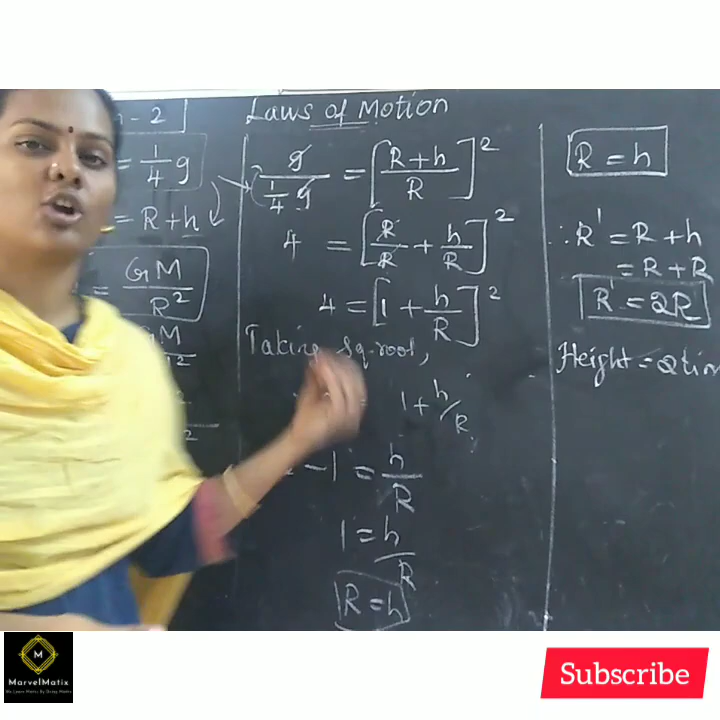 Laws of Motion
n-2
= 1/4 g
= R+h
= GM/R²
GM
g / (1/4 g) = [(R+h)/R]²
4 = [R/R + h/R]²
4 = [1 + h/R]²
Taking sq.root,
1 + h/R
-1 = h/R
1 = h/R
R = h
R = h
∴ R' = R + h
= R + R
R' = 2R
Height = 2 tim
M
MarvelMatix
Subscribe